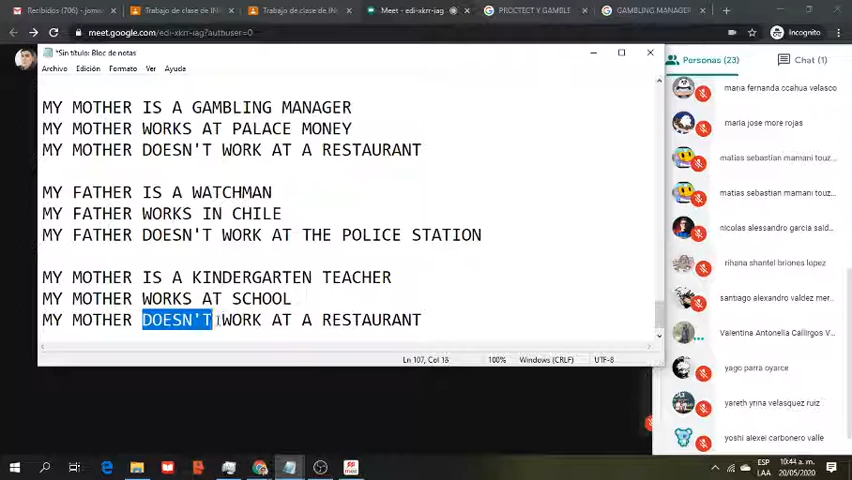 Recibidos (706) - jomis
Trabajo de clase de IN
Trabajo de clase de IN
Meet - edi-xkrr-iag
PROCTECT Y GAMBLE
GAMBLING MANAGER
meet.google.com/edi-xkrr-iag?authuser=0
Incognito
*Sin título: Bloc de notas
Archivo Edición Formato Ver Ayuda
MY MOTHER IS A GAMBLING MANAGER
MY MOTHER WORKS AT PALACE MONEY
MY MOTHER DOESN'T WORK AT A RESTAURANT
MY FATHER IS A WATCHMAN
MY FATHER WORKS IN CHILE
MY FATHER DOESN'T WORK AT THE POLICE STATION
MY MOTHER IS A KINDERGARTEN TEACHER
MY MOTHER WORKS AT SCHOOL
MY MOTHER DOESN'T WORK AT A RESTAURANT
Ln 107, Col 18 100% Windows (CRLF) UTF-8
Personas (23) Chat (1)
maria fernanda ccahua velasco
maria jose more rojas
matias sebastian mamani touz...
matias sebastian mamani touz...
nicolas alessandro garcia sald...
rihana shantel briones lopez
santiago alexandro valdez mer...
Valentina Antonella Callirgos V...
yago parra oyarce
yareth ynna velasquez ruiz
yoshi alexei carbonero valle
ESP
LAA
10:44 a. m.
20/05/2020